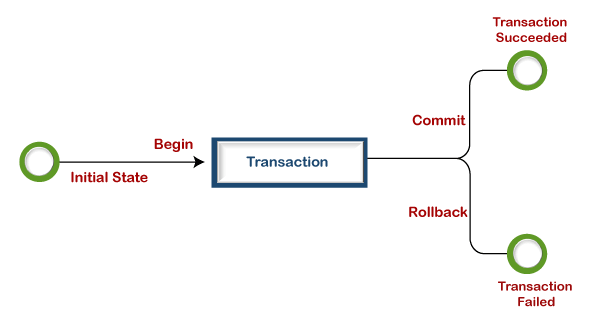 Transaction
Succeeded
Commit
Begin
Transaction
Initial State
Rollback
Transaction
Failed